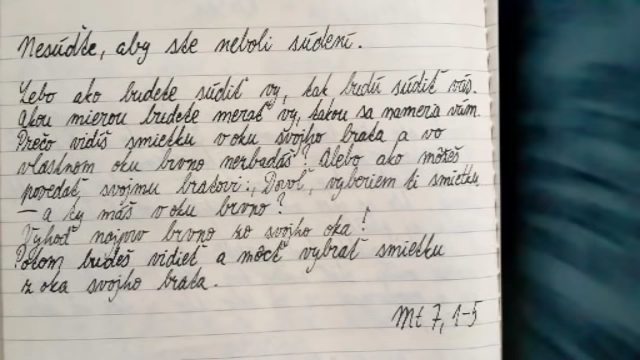 Nesúďte, aby ste neboli súdení.
Lebo ako budete súdiť vy, tak budú súdiť vás.
Akou mierou budete merať vy, takou sa nameria vám.
Prečo vidíš smietku v oku svojho brata a vo
vlastnom oku brvno nezbadáš? Alebo ako môžeš
povedať svojmu bratovi: „Dovoľ, vyberiem ti smietku
— a ty máš v oku brvno?
Vyhoď najprv brvno zo svojho oka!
Potom budeš vidieť a môcť vybrať smietku
z oka svojho brata.
Mt 7, 1-5